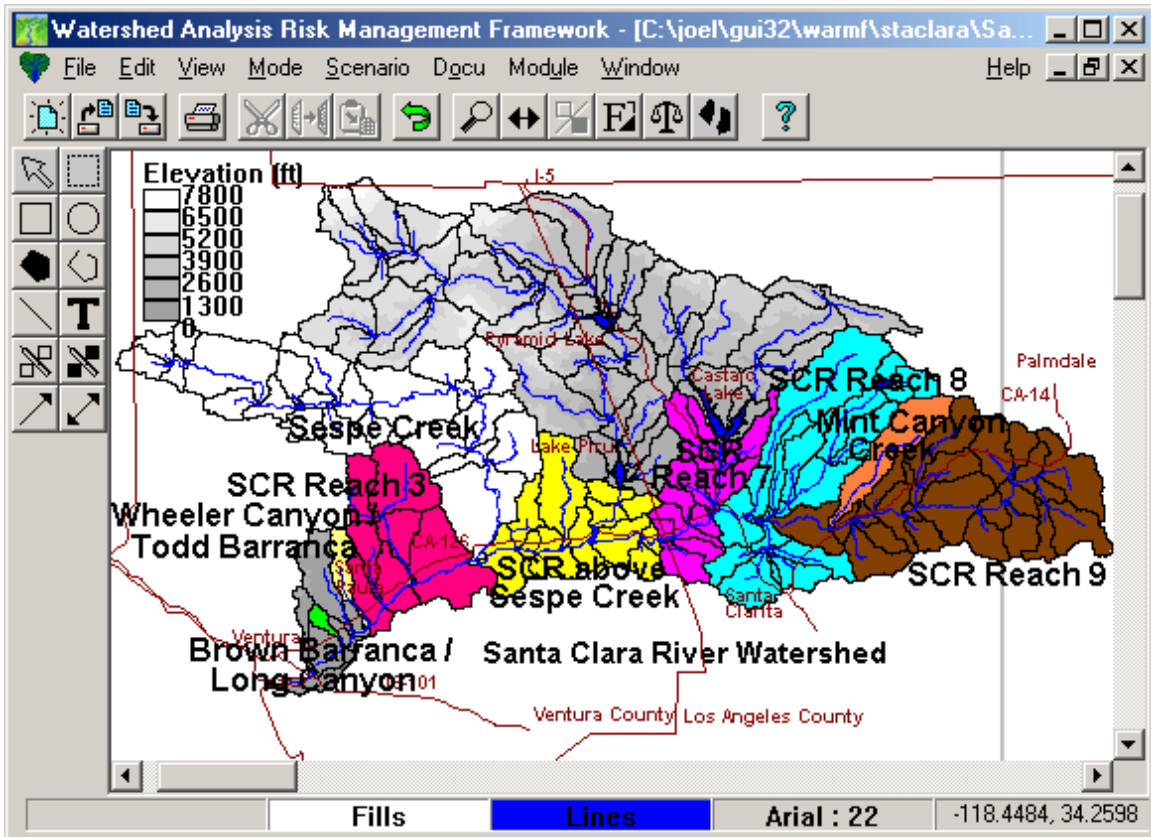 Watershed Analysis Risk Management Framework - [C:\joel\gui32\warmf\staclara\Sa...
File Edit View Mode Scenario Docu Module Window Help
Elevation (ft)
7800
6500
5200
3900
2600
1300
0
I-5
Pyramid Lake
Castaic Lake
Palmdale
CA-14
SCR Reach 8
Mint Canyon
Creek
Sespe Creek
Lake Piru
SCR
Reach 7
SCR Reach 3
Wheeler Canyon /
Todd Barranca
CA-126
Santa
Paula
SCR above
Sespe Creek
SCR Reach 9
Santa
Clarita
Ventura
Brown Barranca /
Long Canyon
101
Santa Clara River Watershed
Ventura County
Los Angeles County
Fills
Lines
Arial : 22
-118.4484, 34.2598